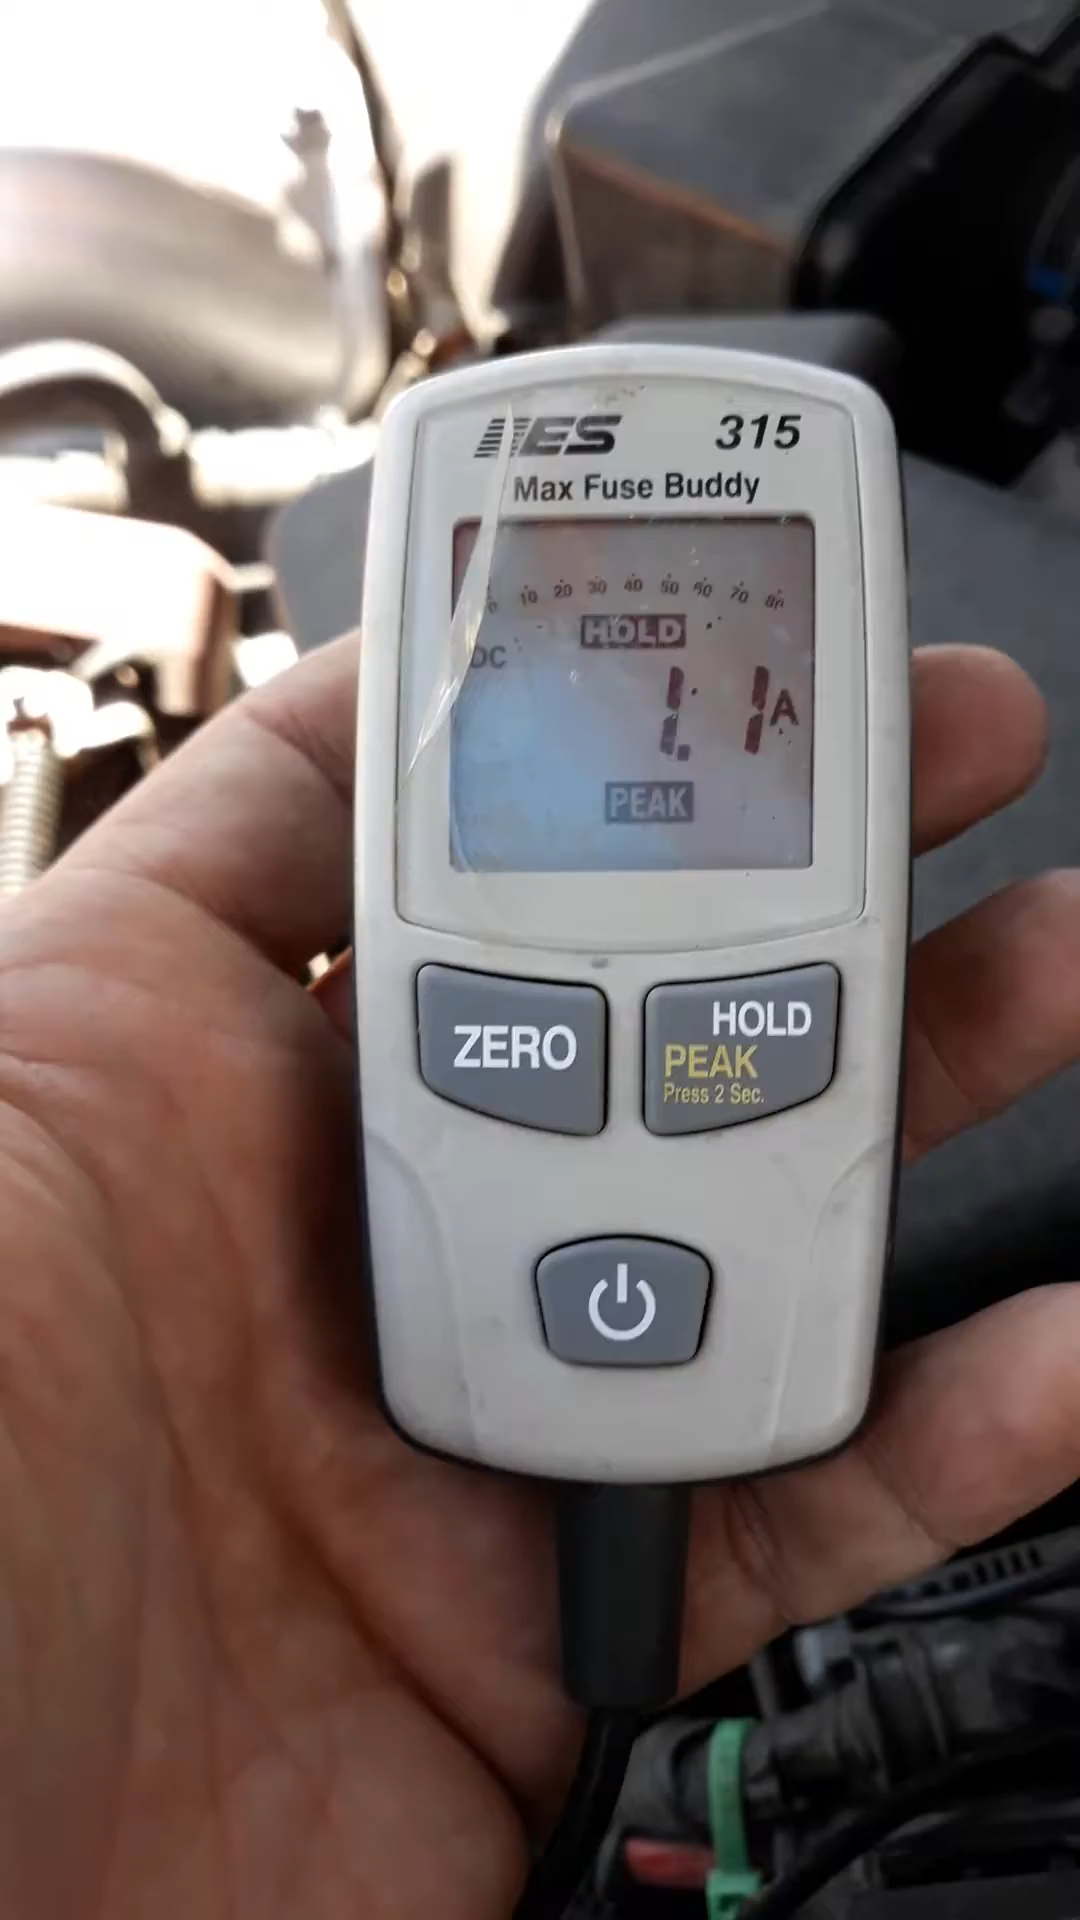 ES 315
Max Fuse Buddy
0 10 20 30 40 50 60 70 80
HOLD
DC
1.1 A
PEAK
ZERO
HOLD
PEAK
Press 2 Sec.